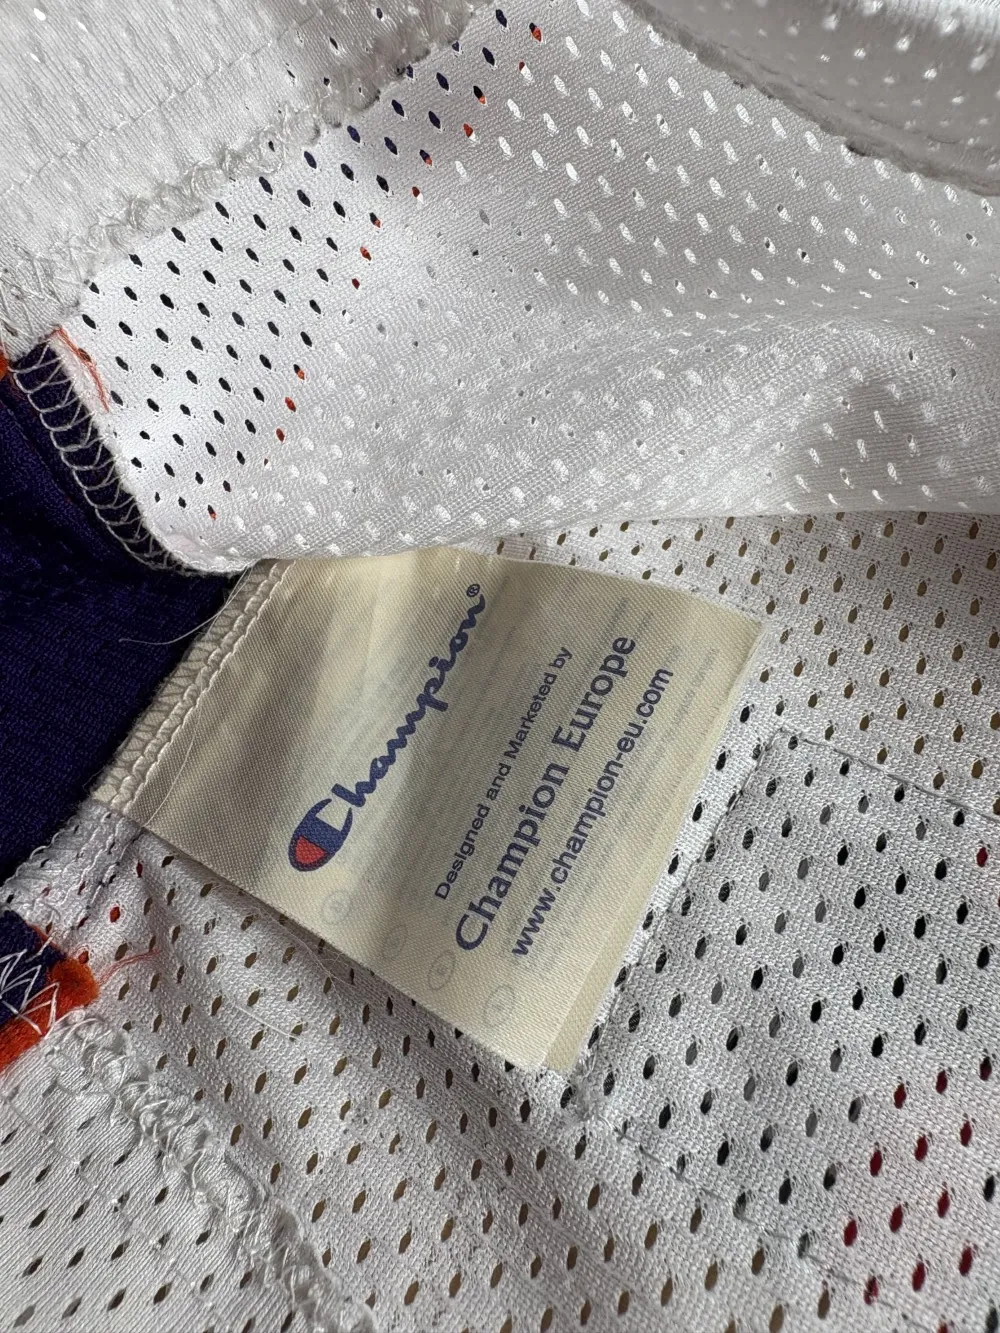 Champion®
Designed and Marketed by
Champion Europe
www.champion-eu.com